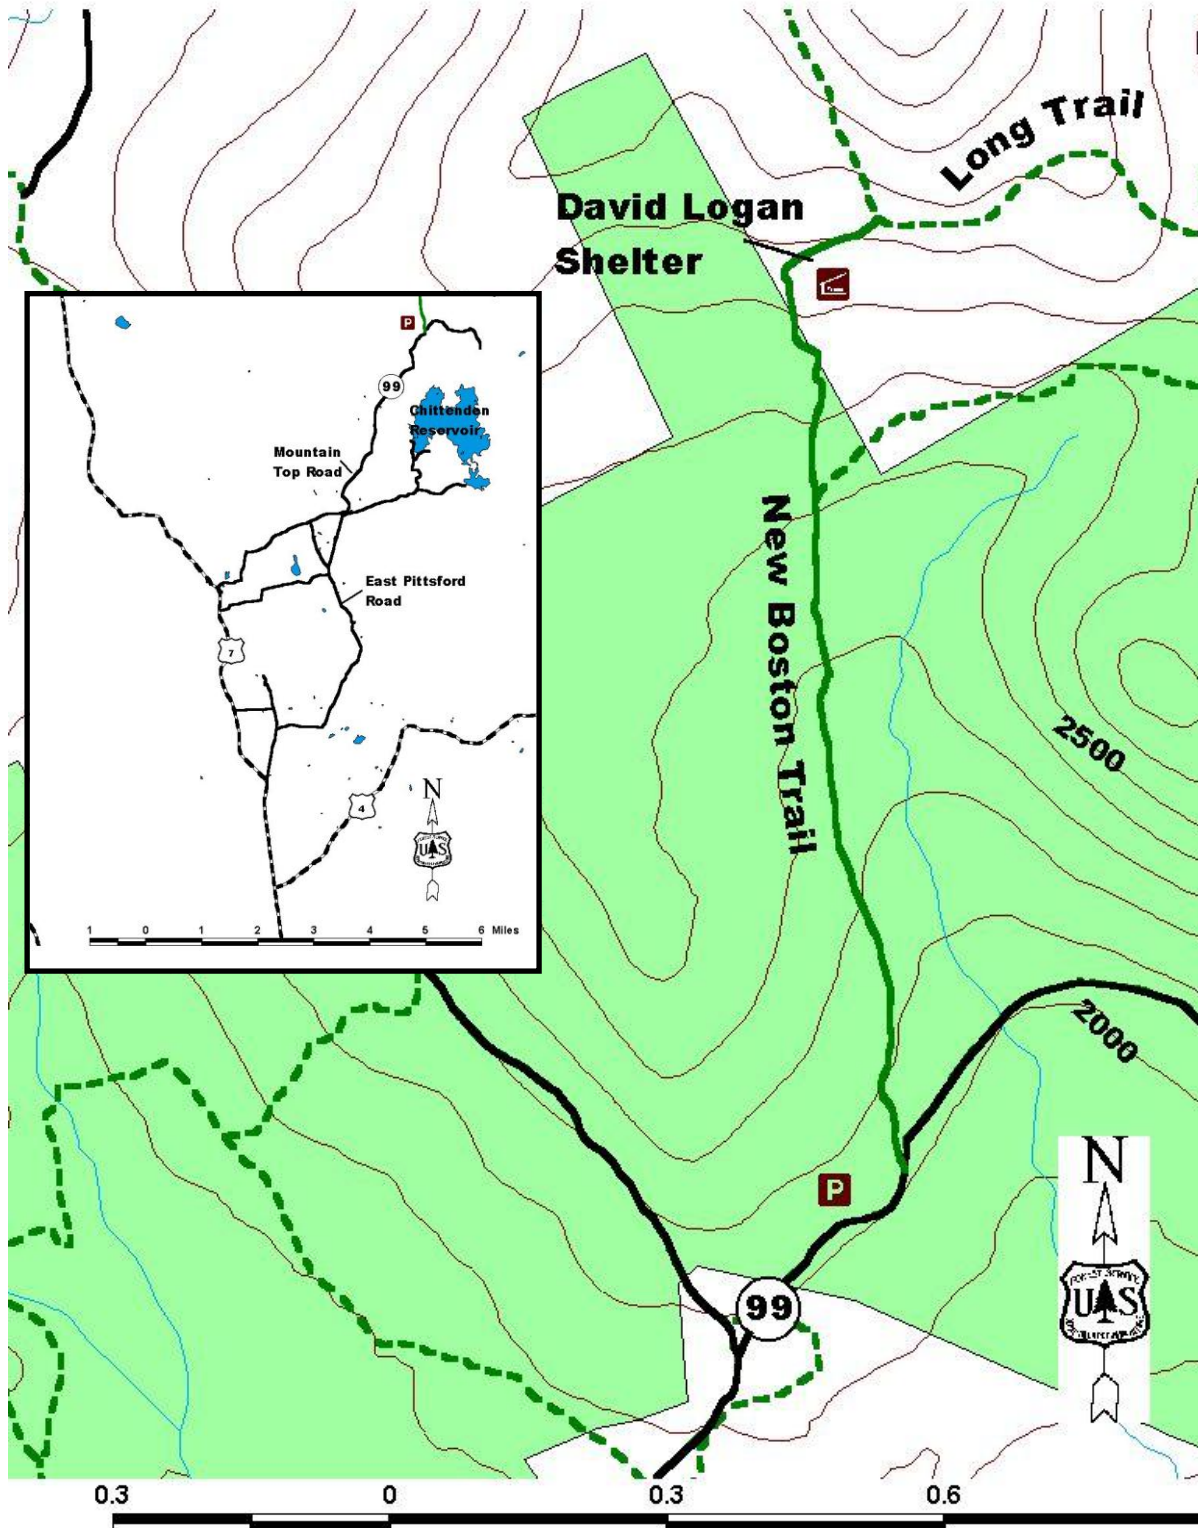 Long Trail
David Logan
Shelter
P
99
Chittenden
Reservoir
Mountain
Top Road
East Pittsford
Road
7
4
N
U S
1 0 1 2 3 4 5 6 Miles
New Boston Trail
2500
2000
P
99
N
FOREST SERVICE
U S
0.3 0 0.3 0.6